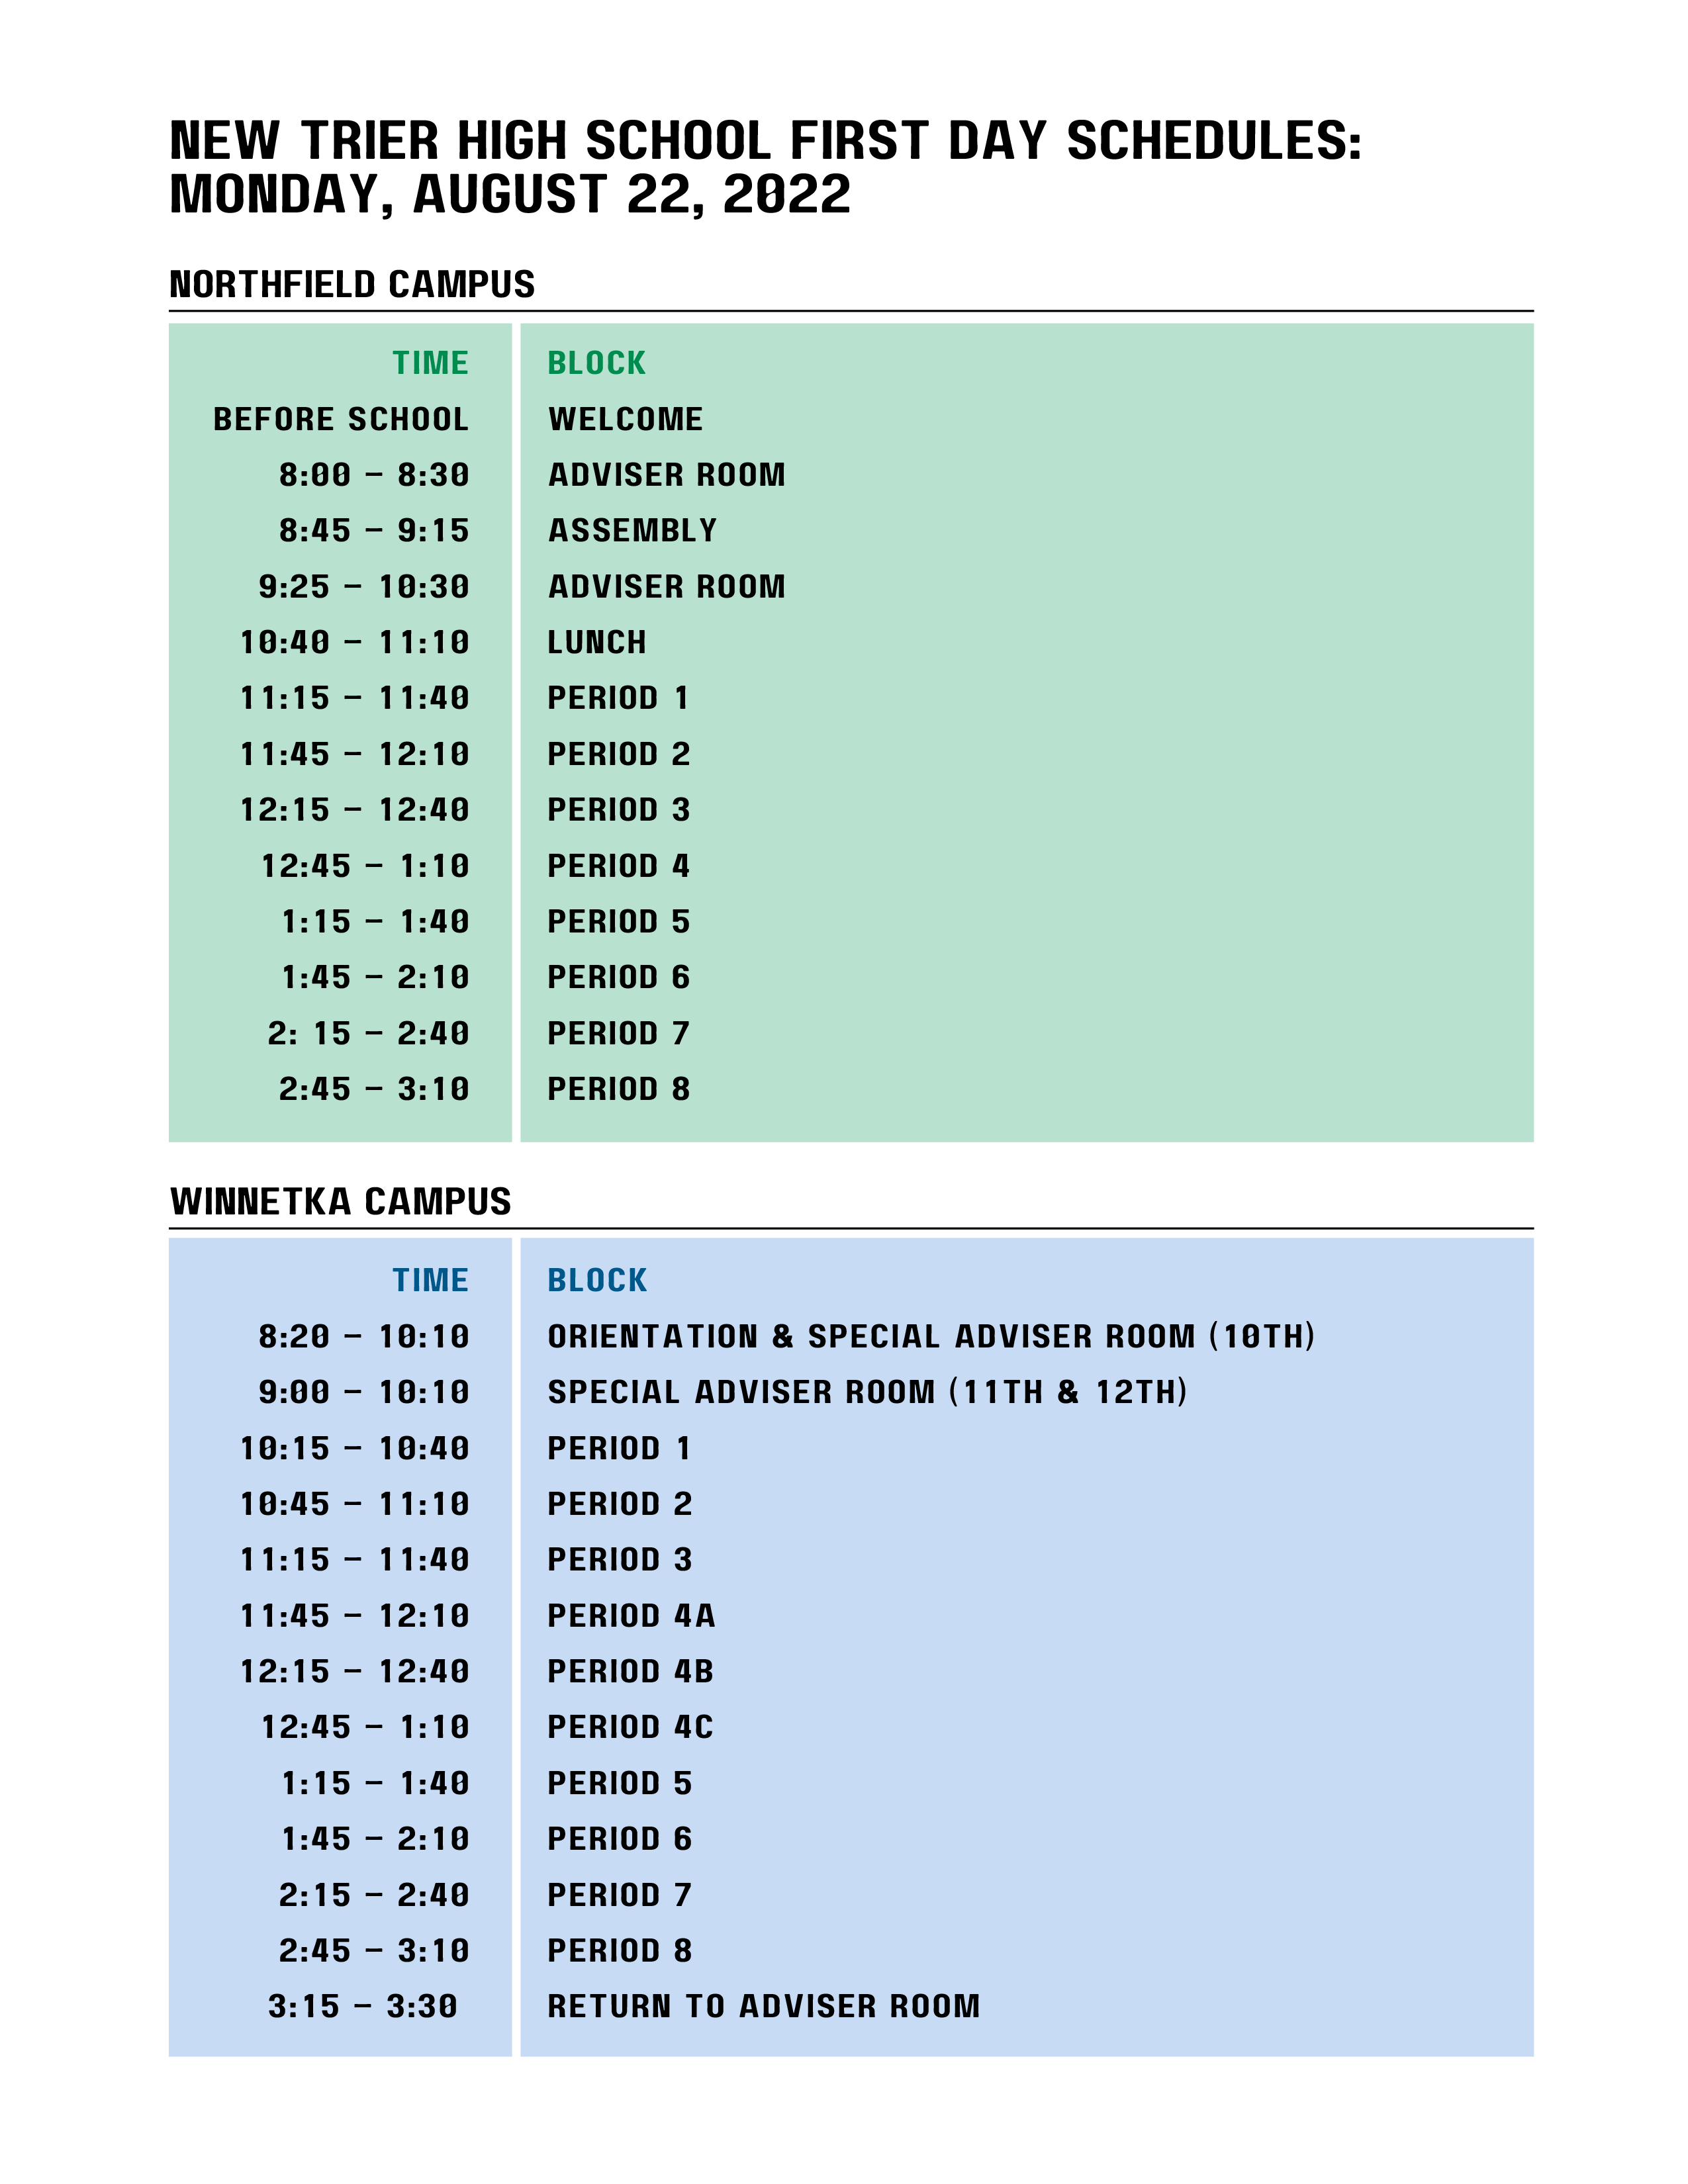 NEW TRIER HIGH SCHOOL FIRST DAY SCHEDULES:
MONDAY, AUGUST 22, 2022
NORTHFIELD CAMPUS
TIME BLOCK
BEFORE SCHOOL WELCOME
8:00 – 8:30 ADVISER ROOM
8:45 – 9:15 ASSEMBLY
9:25 – 10:30 ADVISER ROOM
10:40 – 11:10 LUNCH
11:15 – 11:40 PERIOD 1
11:45 – 12:10 PERIOD 2
12:15 – 12:40 PERIOD 3
12:45 – 1:10 PERIOD 4
1:15 – 1:40 PERIOD 5
1:45 – 2:10 PERIOD 6
2: 15 – 2:40 PERIOD 7
2:45 – 3:10 PERIOD 8
WINNETKA CAMPUS
TIME BLOCK
8:20 – 10:10 ORIENTATION & SPECIAL ADVISER ROOM (10TH)
9:00 – 10:10 SPECIAL ADVISER ROOM (11TH & 12TH)
10:15 – 10:40 PERIOD 1
10:45 – 11:10 PERIOD 2
11:15 – 11:40 PERIOD 3
11:45 – 12:10 PERIOD 4A
12:15 – 12:40 PERIOD 4B
12:45 – 1:10 PERIOD 4C
1:15 – 1:40 PERIOD 5
1:45 – 2:10 PERIOD 6
2:15 – 2:40 PERIOD 7
2:45 – 3:10 PERIOD 8
3:15 – 3:30 RETURN TO ADVISER ROOM